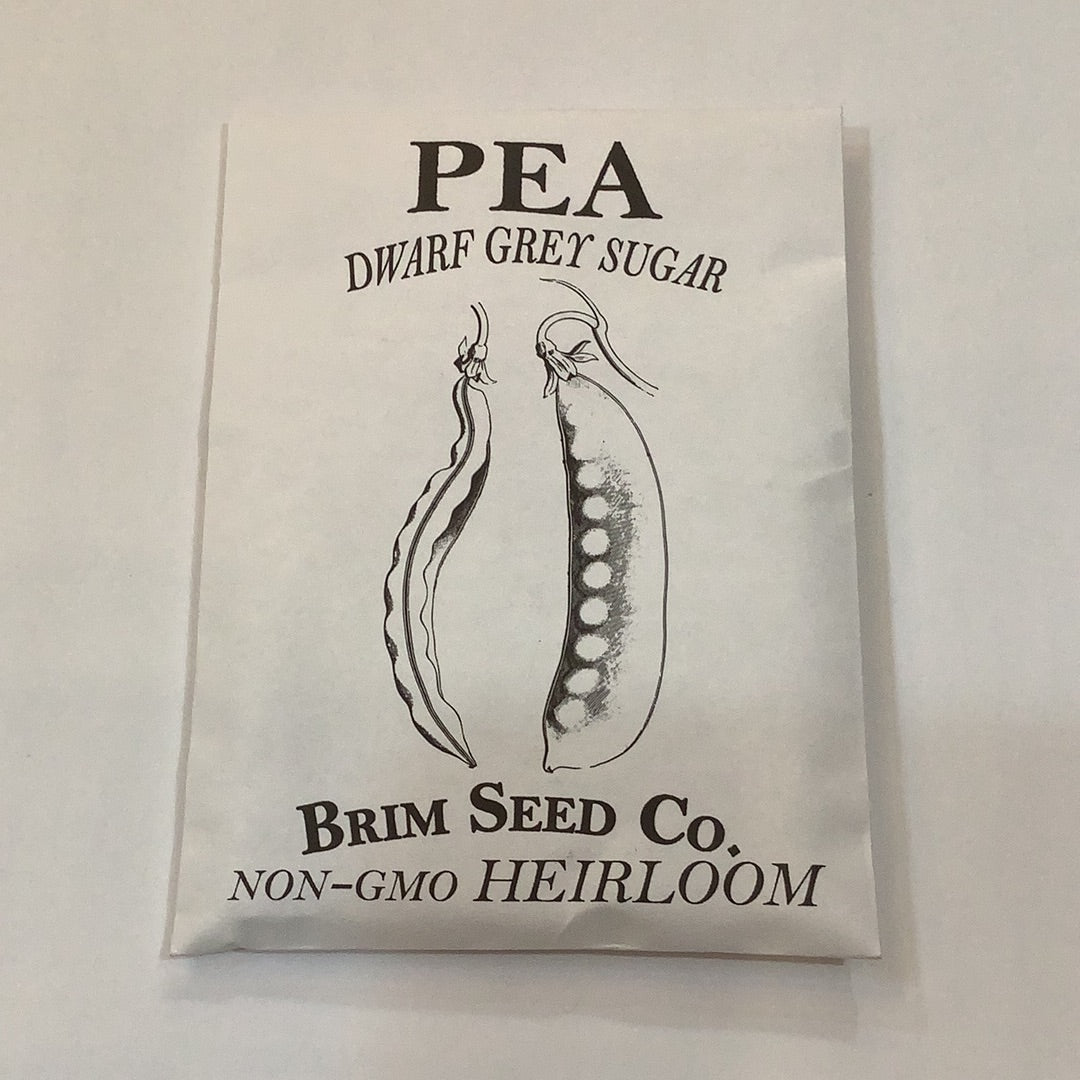 PEA
DWARF GREY SUGAR
BRIM SEED CO.
NON-GMO HEIRLOOM